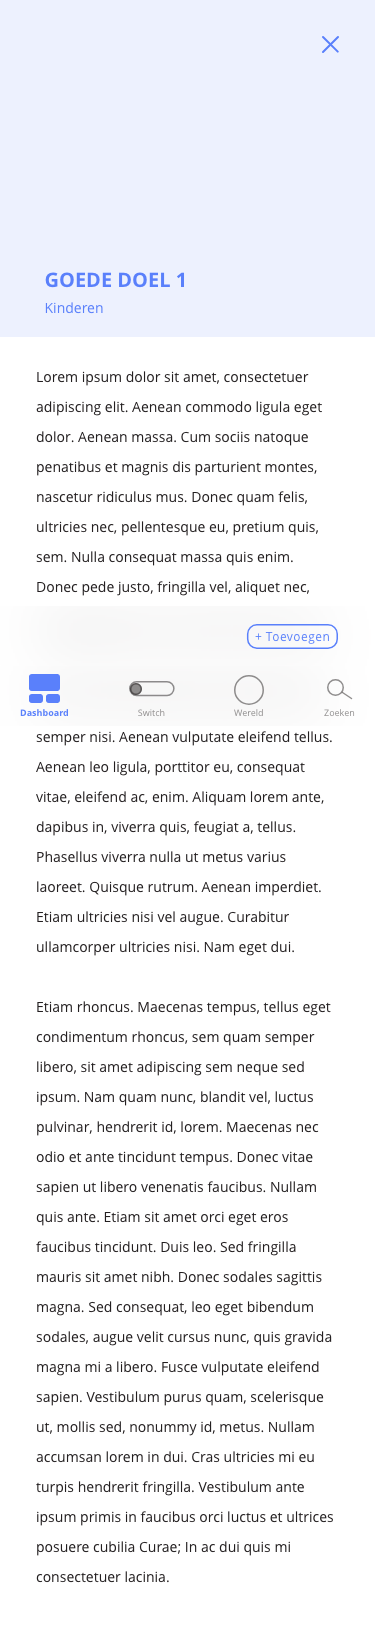 GOEDE DOEL 1
Kinderen
Lorem ipsum dolor sit amet, consectetuer
adipiscing elit. Aenean commodo ligula eget
dolor. Aenean massa. Cum sociis natoque
penatibus et magnis dis parturient montes,
nascetur ridiculus mus. Donec quam felis,
ultricies nec, pellentesque eu, pretium quis,
sem. Nulla consequat massa quis enim.
Donec pede justo, fringilla vel, aliquet nec,
+ Toevoegen
Dashboard Switch Wereld Zoeken
semper nisi. Aenean vulputate eleifend tellus.
Aenean leo ligula, porttitor eu, consequat
vitae, eleifend ac, enim. Aliquam lorem ante,
dapibus in, viverra quis, feugiat a, tellus.
Phasellus viverra nulla ut metus varius
laoreet. Quisque rutrum. Aenean imperdiet.
Etiam ultricies nisi vel augue. Curabitur
ullamcorper ultricies nisi. Nam eget dui.
Etiam rhoncus. Maecenas tempus, tellus eget
condimentum rhoncus, sem quam semper
libero, sit amet adipiscing sem neque sed
ipsum. Nam quam nunc, blandit vel, luctus
pulvinar, hendrerit id, lorem. Maecenas nec
odio et ante tincidunt tempus. Donec vitae
sapien ut libero venenatis faucibus. Nullam
quis ante. Etiam sit amet orci eget eros
faucibus tincidunt. Duis leo. Sed fringilla
mauris sit amet nibh. Donec sodales sagittis
magna. Sed consequat, leo eget bibendum
sodales, augue velit cursus nunc, quis gravida
magna mi a libero. Fusce vulputate eleifend
sapien. Vestibulum purus quam, scelerisque
ut, mollis sed, nonummy id, metus. Nullam
accumsan lorem in dui. Cras ultricies mi eu
turpis hendrerit fringilla. Vestibulum ante
ipsum primis in faucibus orci luctus et ultrices
posuere cubilia Curae; In ac dui quis mi
consectetuer lacinia.